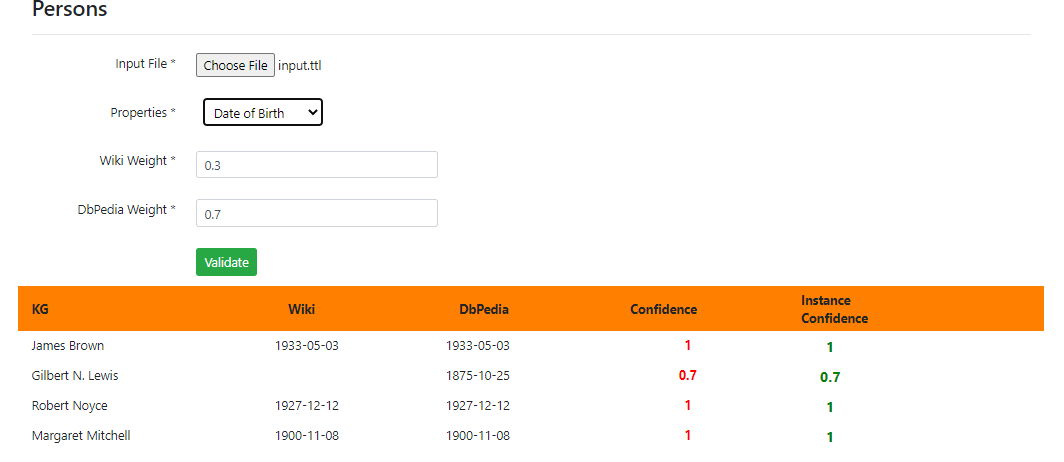 Persons
Input File * Choose File input.ttl
Properties * Date of Birth
Wiki Weight * 0.3
DbPedia Weight * 0.7
Validate
KG Wiki DbPedia Confidence Instance Confidence
James Brown 1933-05-03 1933-05-03 1 1
Gilbert N. Lewis 1875-10-25 0.7 0.7
Robert Noyce 1927-12-12 1927-12-12 1 1
Margaret Mitchell 1900-11-08 1900-11-08 1 1